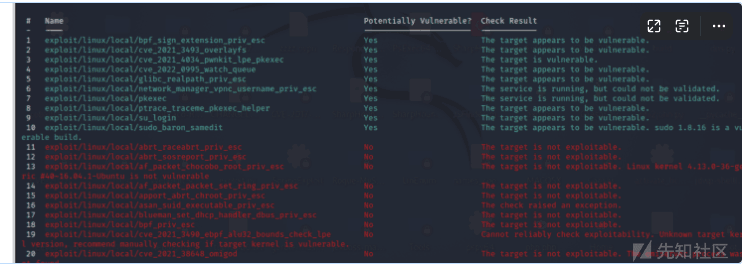 # Name Potentially Vulnerable? Check Result
1 exploit/linux/local/bpf_sign_extension_priv_esc Yes The target appears to be vulnerable.
2 exploit/linux/local/cve_2021_3493_overlayfs Yes The target appears to be vulnerable.
3 exploit/linux/local/cve_2021_4034_pwnkit_lpe_pkexec Yes The target is vulnerable.
4 exploit/linux/local/cve_2022_0995_watch_queue Yes The target appears to be vulnerable.
5 exploit/linux/local/glibc_realpath_priv_esc Yes The target appears to be vulnerable.
6 exploit/linux/local/network_manager_vpnc_username_priv_esc Yes The service is running, but could not be validated.
7 exploit/linux/local/pkexec Yes The service is running, but could not be validated.
8 exploit/linux/local/ptrace_traceme_pkexec_helper Yes The target appears to be vulnerable.
9 exploit/linux/local/su_login Yes The target appears to be vulnerable.
10 exploit/linux/local/sudo_baron_samedit Yes The target appears to be vulnerable. sudo 1.8.16 is a vuln
erable build.
11 exploit/linux/local/abrt_raceabrt_priv_esc No The target is not exploitable.
12 exploit/linux/local/abrt_sosreport_priv_esc No The target is not exploitable.
13 exploit/linux/local/af_packet_chocobo_root_priv_esc No The target is not exploitable. Linux kernel 4.13.0-36-ge
ric #40~16.04.1-Ubuntu is not vulnerable
14 exploit/linux/local/af_packet_packet_set_ring_priv_esc No The target is not exploitable.
15 exploit/linux/local/apport_abrt_chroot_priv_esc No The target is not exploitable.
16 exploit/linux/local/asan_suid_executable_priv_esc No The check raised an exception.
17 exploit/linux/local/blueman_set_dhcp_handler_dbus_priv_esc No The target is not exploitable.
18 exploit/linux/local/bpf_priv_esc No The target is not exploitable.
19 exploit/linux/local/cve_2021_3490_ebpf_alu32_bounds_check_lpe No Cannot reliably check exploitability. Unknown target ker
l version, recommend manually checking if target kernel is vulnerable.
20 exploit/linux/local/cve_2021_38648_omigod No The target is not exploitable.
先知社区